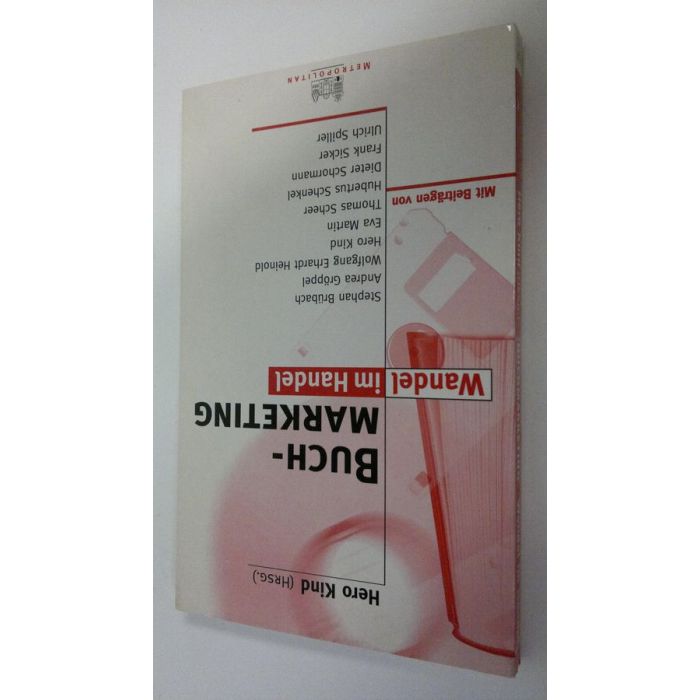 Hero Kind (HRSG.)
BUCH-
MARKETING
Wandel im Handel
Mit Beiträgen von
Stephan Brübach
Andrea Gröppel
Wolfgang Erhardt Heinold
Hero Kind
Eva Martin
Thomas Scheer
Hubertus Schenkel
Dieter Schormann
Frank Sicker
Ulrich Spiller
METROPOLITAN